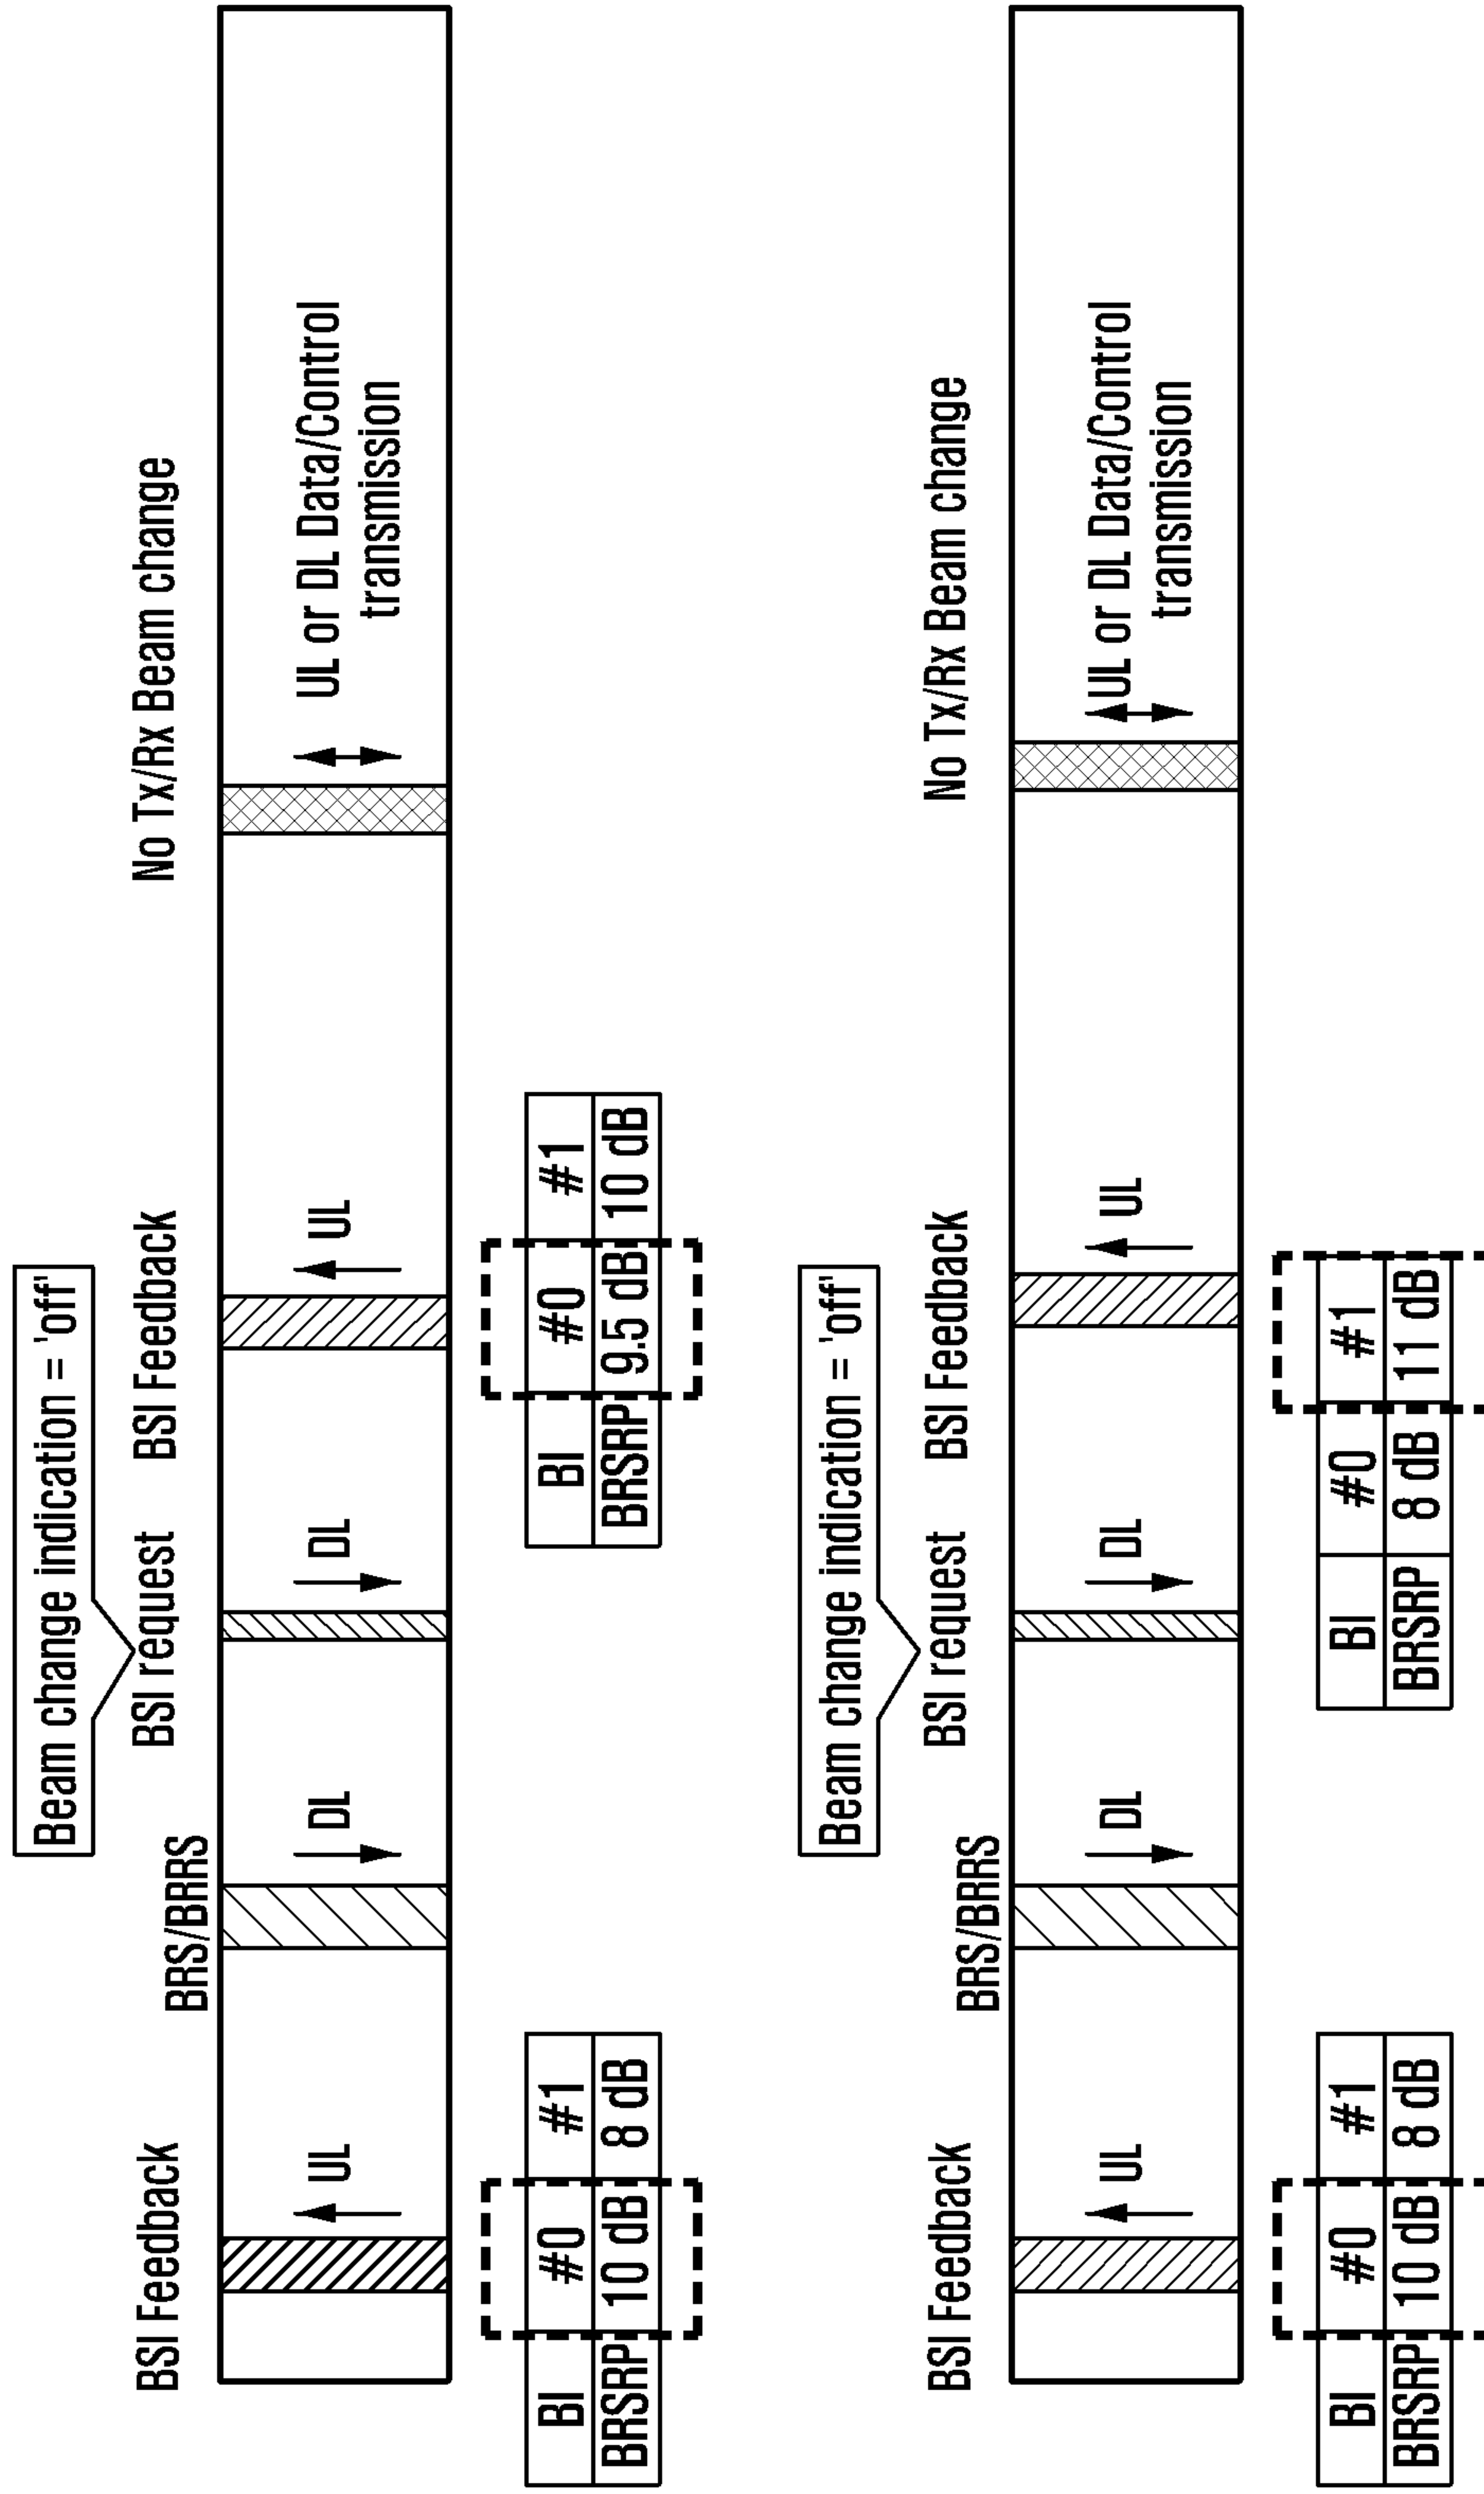 Beam change indication = 'off'
BSI Feedback
BRS/BRRS
BSI request
BSI Feedback
No Tx/Rx Beam change
UL
DL
DL
UL
UL or DL Data/Control
transmission
BI #0 #1
BRSRP 10 dB 8 dB
BI #0 #1
BRSRP 9.5 dB 10 dB
Beam change indication = 'off'
BSI Feedback
BRS/BRRS
BSI request
BSI Feedback
No Tx/Rx Beam change
UL
DL
DL
UL
UL or DL Data/Control
transmission
BI #0 #1
BRSRP 10 dB 8 dB
BI #0 #1
BRSRP 8 dB 11 dB